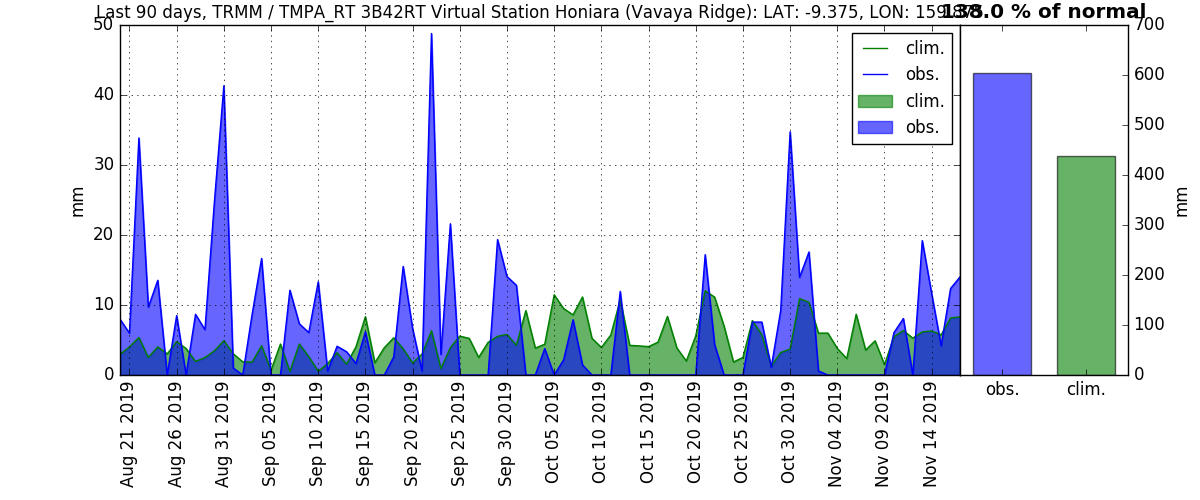 Last 90 days, TRMM / TMPA_RT 3B42RT Virtual Station Honiara (Vavaya Ridge): LAT: -9.375, LON:
138.0 % of normal
50
40
30
20
10
0
mm
clim.
obs.
clim.
obs.
700
600
500
400
300
200
100
0
mm
obs.
clim.
Aug 21 2019
Aug 26 2019
Aug 31 2019
Sep 05 2019
Sep 10 2019
Sep 15 2019
Sep 20 2019
Sep 25 2019
Sep 30 2019
Oct 05 2019
Oct 10 2019
Oct 15 2019
Oct 20 2019
Oct 25 2019
Oct 30 2019
Nov 04 2019
Nov 09 2019
Nov 14 2019